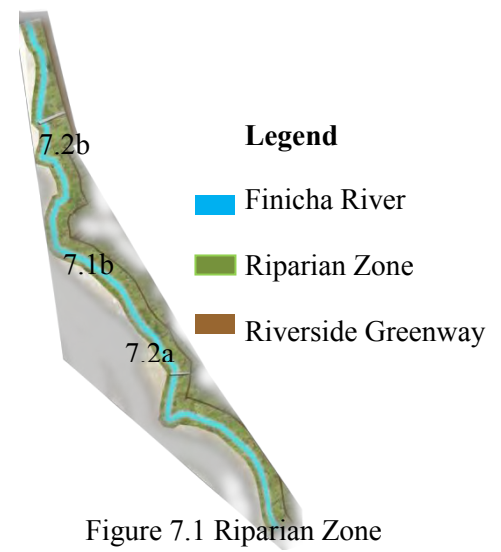 7.2b
Legend
Finicha River
7.1b
Riparian Zone
Riverside Greenway
7.2a
Figure 7.1 Riparian Zone